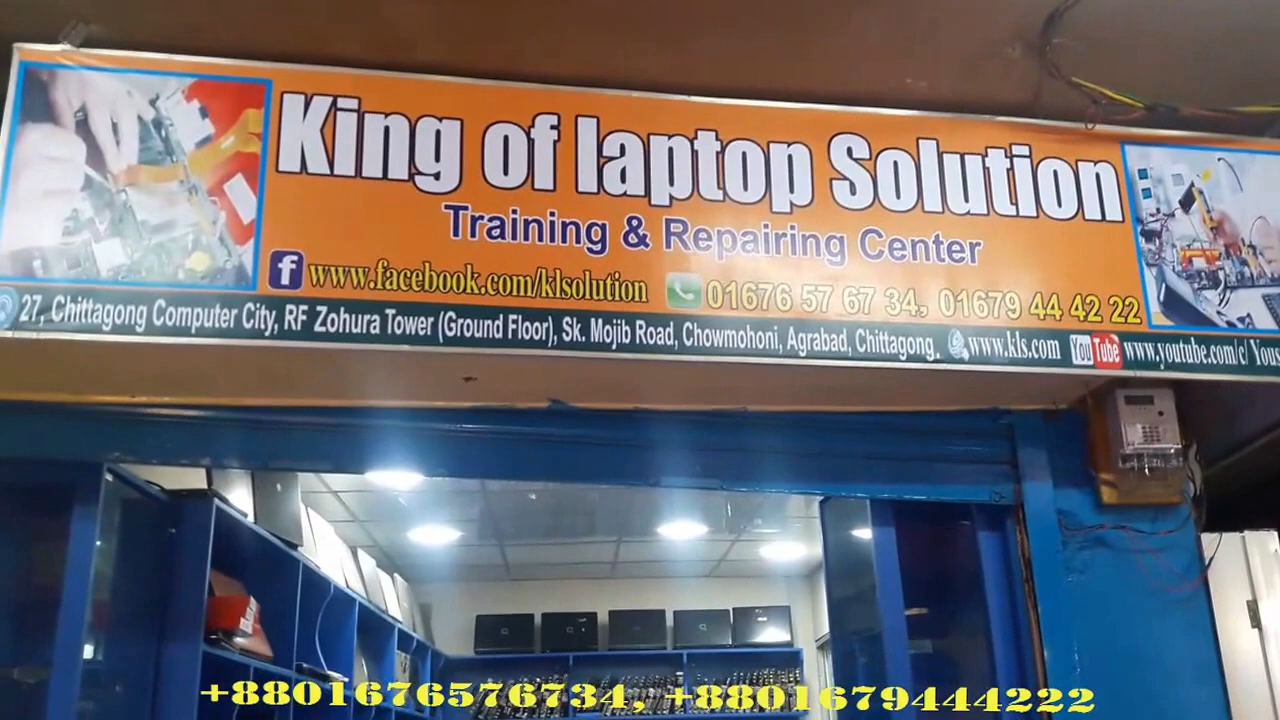 King of laptop Solution
Training & Repairing Center
f www.facebook.com/klsolution 01676 57 67 34, 01679 44 42 22
27, Chittagong Computer City, RF Zohura Tower (Ground Floor), Sk. Mojib Road, Chowmohoni, Agrabad, Chittagong. www.kls.com YouTube www.youtube.com/c/
+8801676576734, +8801679444222